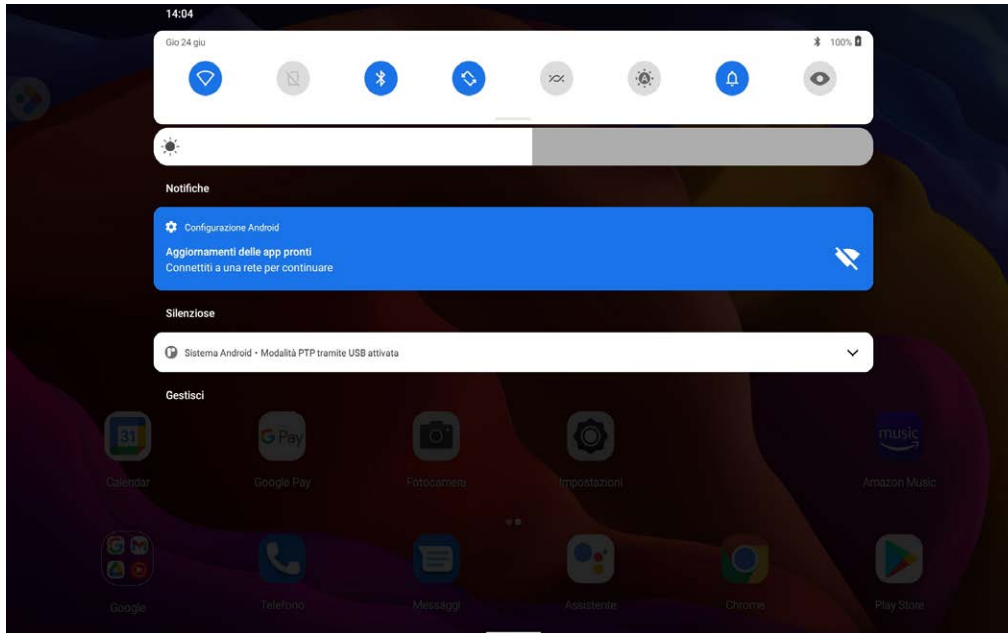 14:04
Gio 24 giu
100%
A
Notifiche
Configurazione Android
Aggiornamenti delle app pronti
Connettiti a una rete per continuare
Silenziose
Sistema Android • Modalità PTP tramite USB attivata
Gestisci
31
G Pay
music
Calendar
Google Pay
Fotocamera
Impostazioni
Amazon Music
Google
Telefono
Messaggi
Assistente
Chrome
Play Store